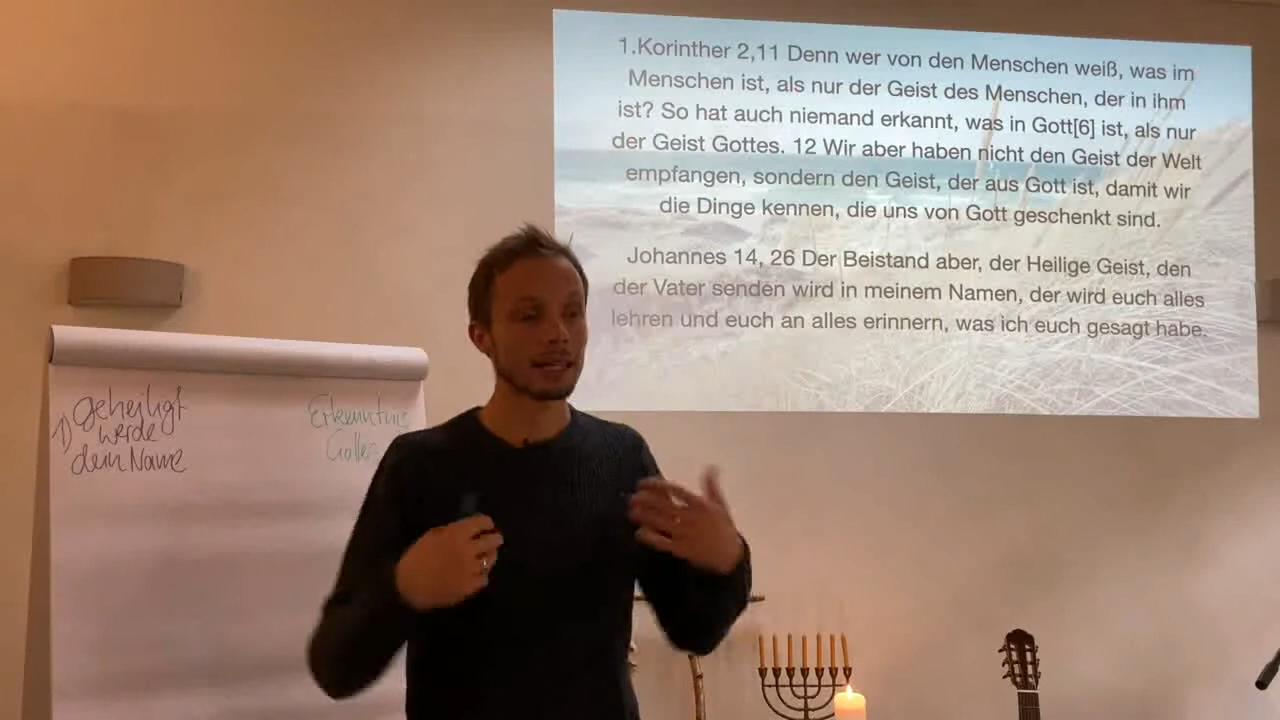 1.Korinther 2,11 Denn wer von den Menschen weiß, was im
Menschen ist, als nur der Geist des Menschen, der in ihm
ist? So hat auch niemand erkannt, was in Gott[6] ist, als nur
der Geist Gottes. 12 Wir aber haben nicht den Geist der Welt
empfangen, sondern den Geist, der aus Gott ist, damit wir
die Dinge kennen, die uns von Gott geschenkt sind.
Johannes 14, 26 Der Beistand aber, der Heilige Geist, den
der Vater senden wird in meinem Namen, der wird euch alles
lehren und euch an alles erinnern, was ich euch gesagt habe.
1) geheiligt
werde
dein Name